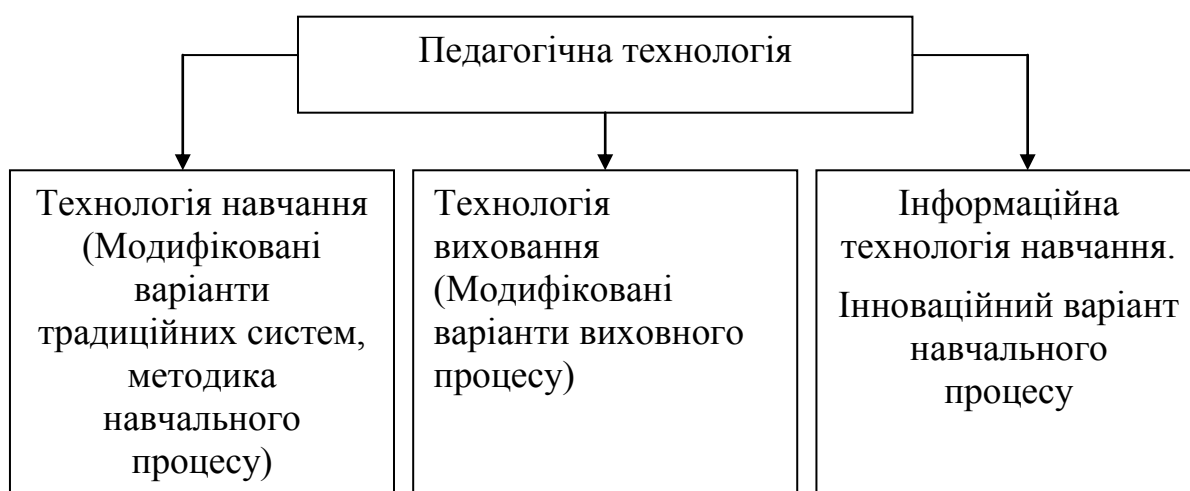 Педагогічна технологія
Технологія навчання
(Модифіковані
варіанти
традиційних систем,
методика
навчального
процесу)
Технологія
виховання
(Модифіковані
варіанти виховного
процесу)
Інформаційна
технологія навчання.
Інноваційний варіант
навчального
процесу